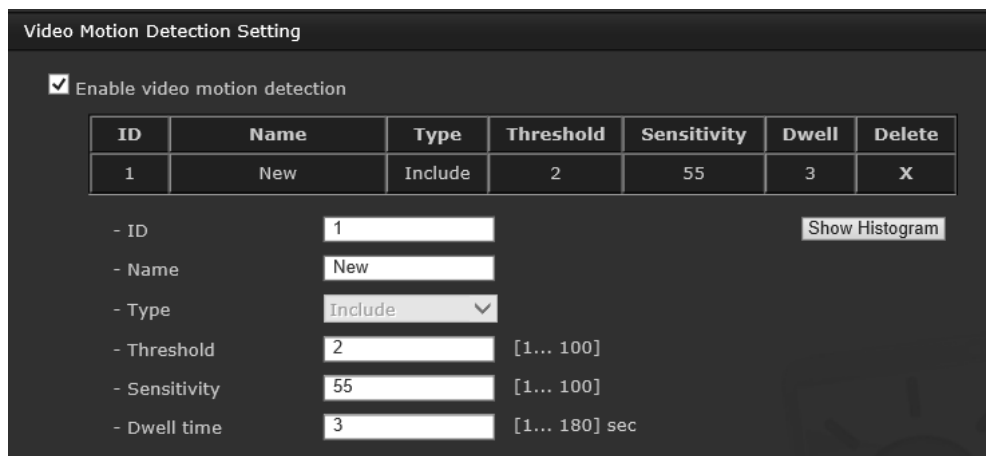 Video Motion Detection Setting
Enable video motion detection
ID Name Type Threshold Sensitivity Dwell Delete
1 New Include 2 55 3 X
- ID 1 Show Histogram
- Name New
- Type Include
- Threshold 2 [1... 100]
- Sensitivity 55 [1... 100]
- Dwell time 3 [1... 180] sec